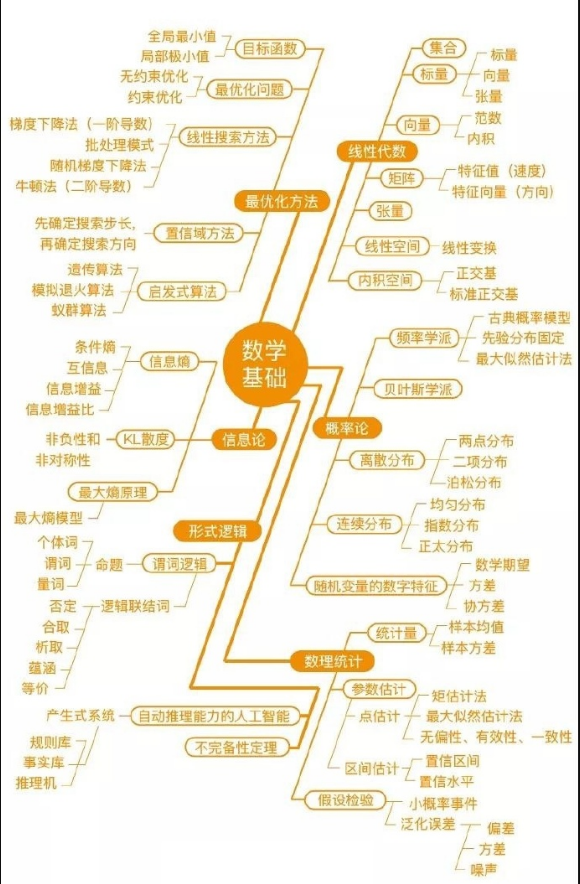 数学
基础
线性代数
集合
标量
标量
向量
张量
向量
范数
内积
矩阵
特征值（速度）
特征向量（方向）
张量
线性空间
线性变换
内积空间
正交基
标准正交基
概率论
频率学派
古典概率模型
先验分布固定
最大似然估计法
贝叶斯学派
离散分布
两点分布
二项分布
泊松分布
连续分布
均匀分布
指数分布
正太分布
随机变量的数字特征
数学期望
方差
协方差
数理统计
统计量
样本均值
样本方差
参数估计
点估计
矩估计法
最大似然估计法
无偏性、有效性、一致性
区间估计
置信区间
置信水平
假设检验
小概率事件
泛化误差
偏差
方差
噪声
最优化方法
目标函数
全局最小值
局部极小值
最优化问题
无约束优化
约束优化
线性搜索方法
梯度下降法（一阶导数）
批处理模式
随机梯度下降法
牛顿法（二阶导数）
置信域方法
先确定搜索步长，
再确定搜索方向
启发式算法
遗传算法
模拟退火算法
蚁群算法
信息论
信息熵
条件熵
互信息
信息增益
信息增益比
KL散度
非负性和
非对称性
最大熵原理
最大熵模型
形式逻辑
谓词逻辑
命题
个体词
谓词
量词
逻辑联结词
否定
合取
析取
蕴涵
等价
自动推理能力的人工智能
产生式系统
规则库
事实库
推理机
不完备性定理